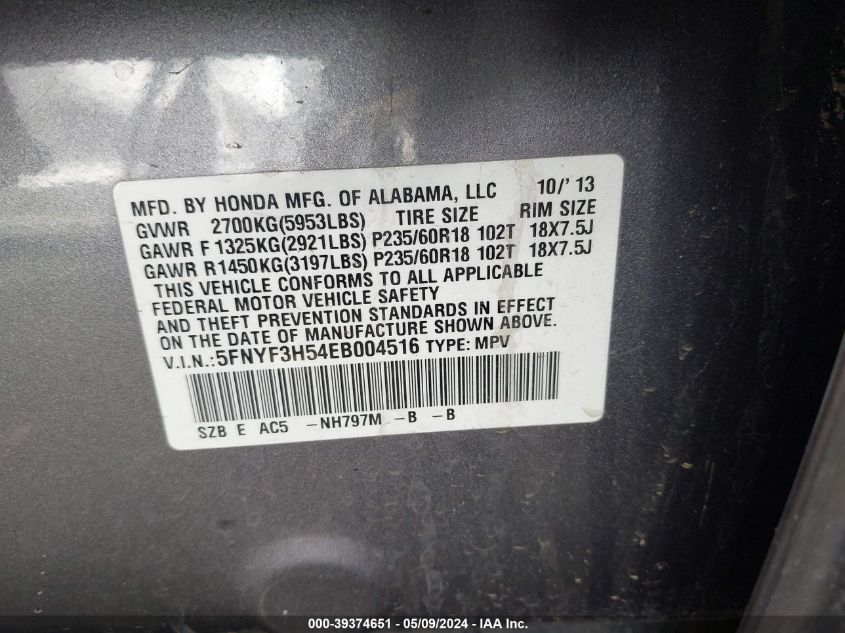 MFD. BY HONDA MFG. OF ALABAMA, LLC 10/'13
GVWR 2700KG(5953LBS) TIRE SIZE RIM SIZE
GAWR F 1325KG(2921LBS) P235/60R18 102T 18X7.5J
GAWR R1450KG(3197LBS) P235/60R18 102T 18X7.5J
THIS VEHICLE CONFORMS TO ALL APPLICABLE
FEDERAL MOTOR VEHICLE SAFETY
AND THEFT PREVENTION STANDARDS IN EFFECT
ON THE DATE OF MANUFACTURE SHOWN ABOVE.
V.I.N.:5FNYF3H54EB004516 TYPE: MPV
SZB E AC5 -NH797M -B -B
000-39374651 - 05/09/2024 - IAA Inc.